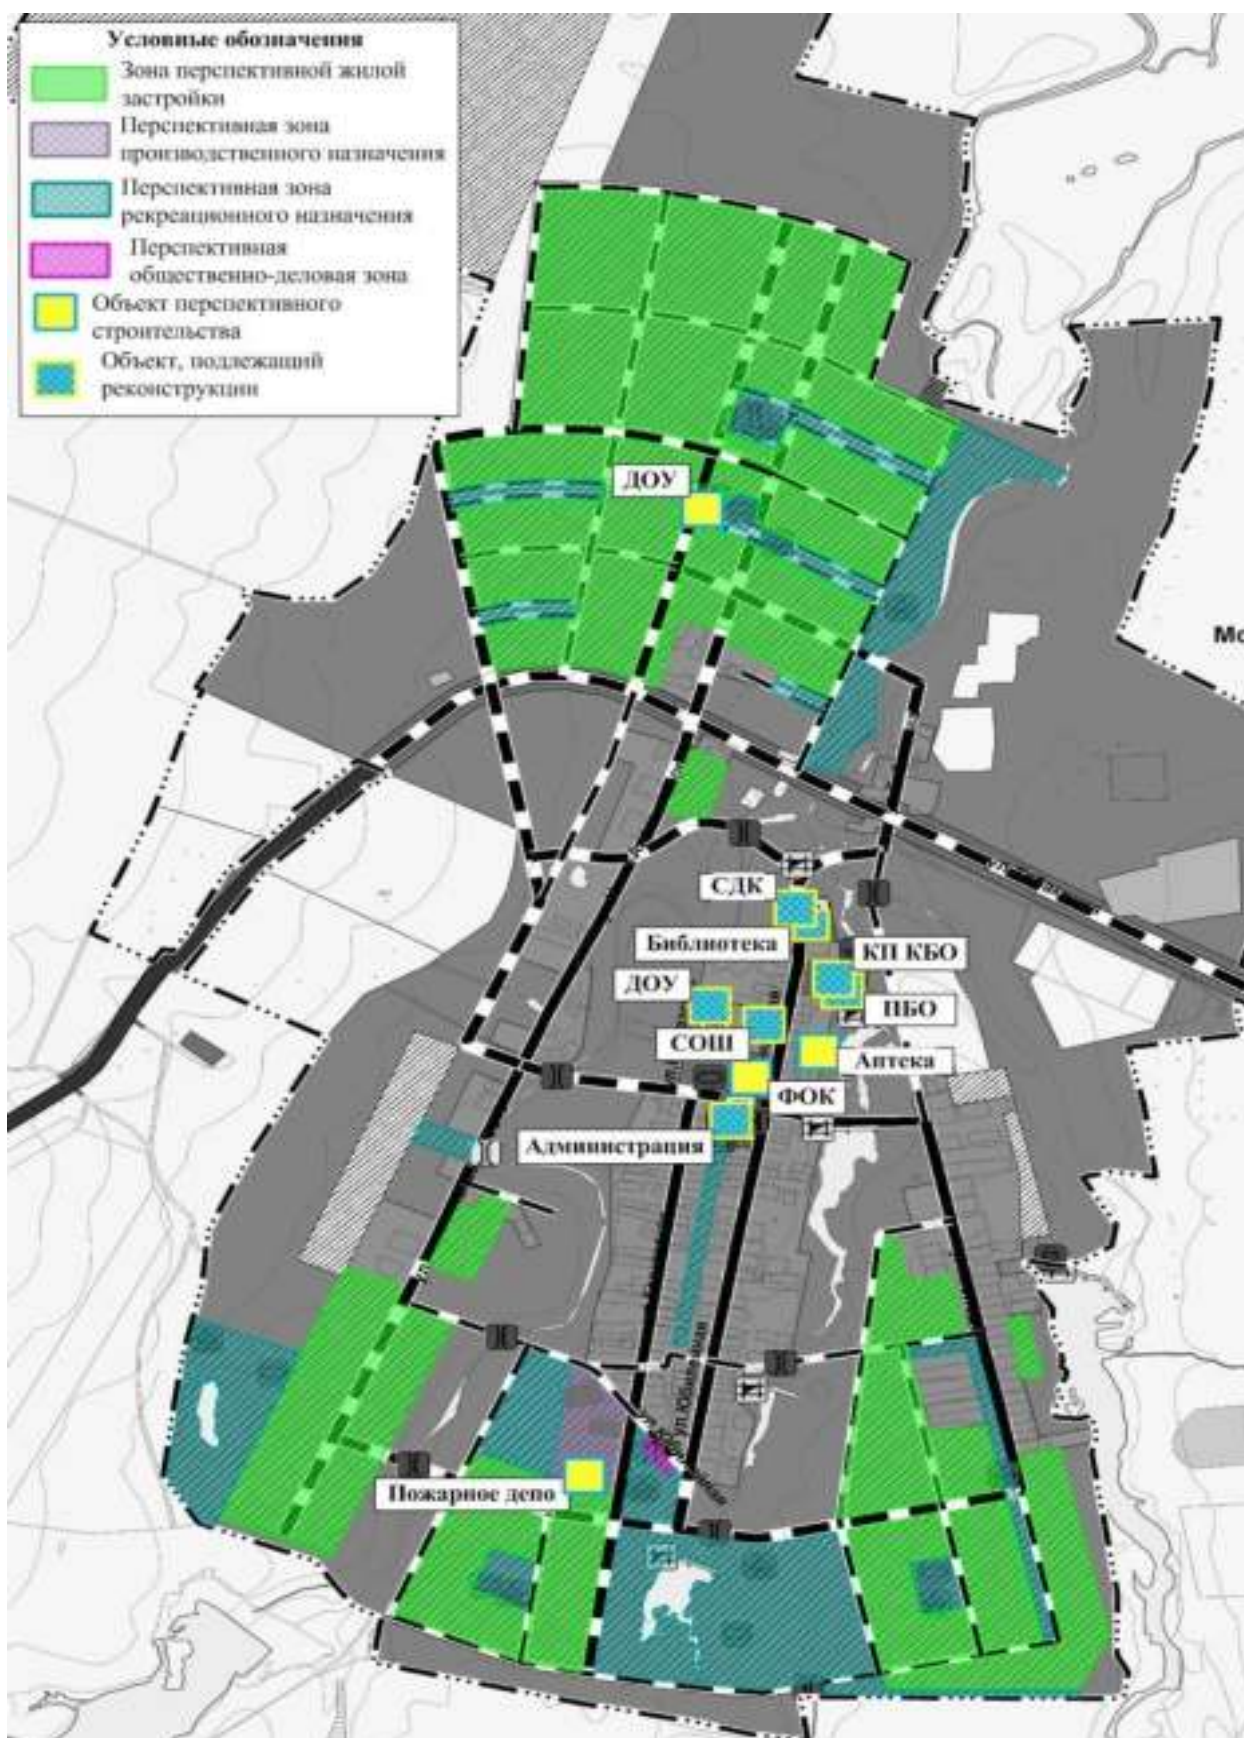 Условные обозначения
Зона перспективной жилой
застройки
Перспективная зона
производственного назначения
Перспективная зона
рекреационного назначения
Перспективная
общественно-деловая зона
Объект перспективного
строительства
Объект, подлежащий
реконструкции
ДОУ
Мо
СДК
Библиотека
КП КБО
ДОУ
ПБО
СОШ
Аптека
ФОК
Администрация
ул.Юбилейная
Пожарное депо